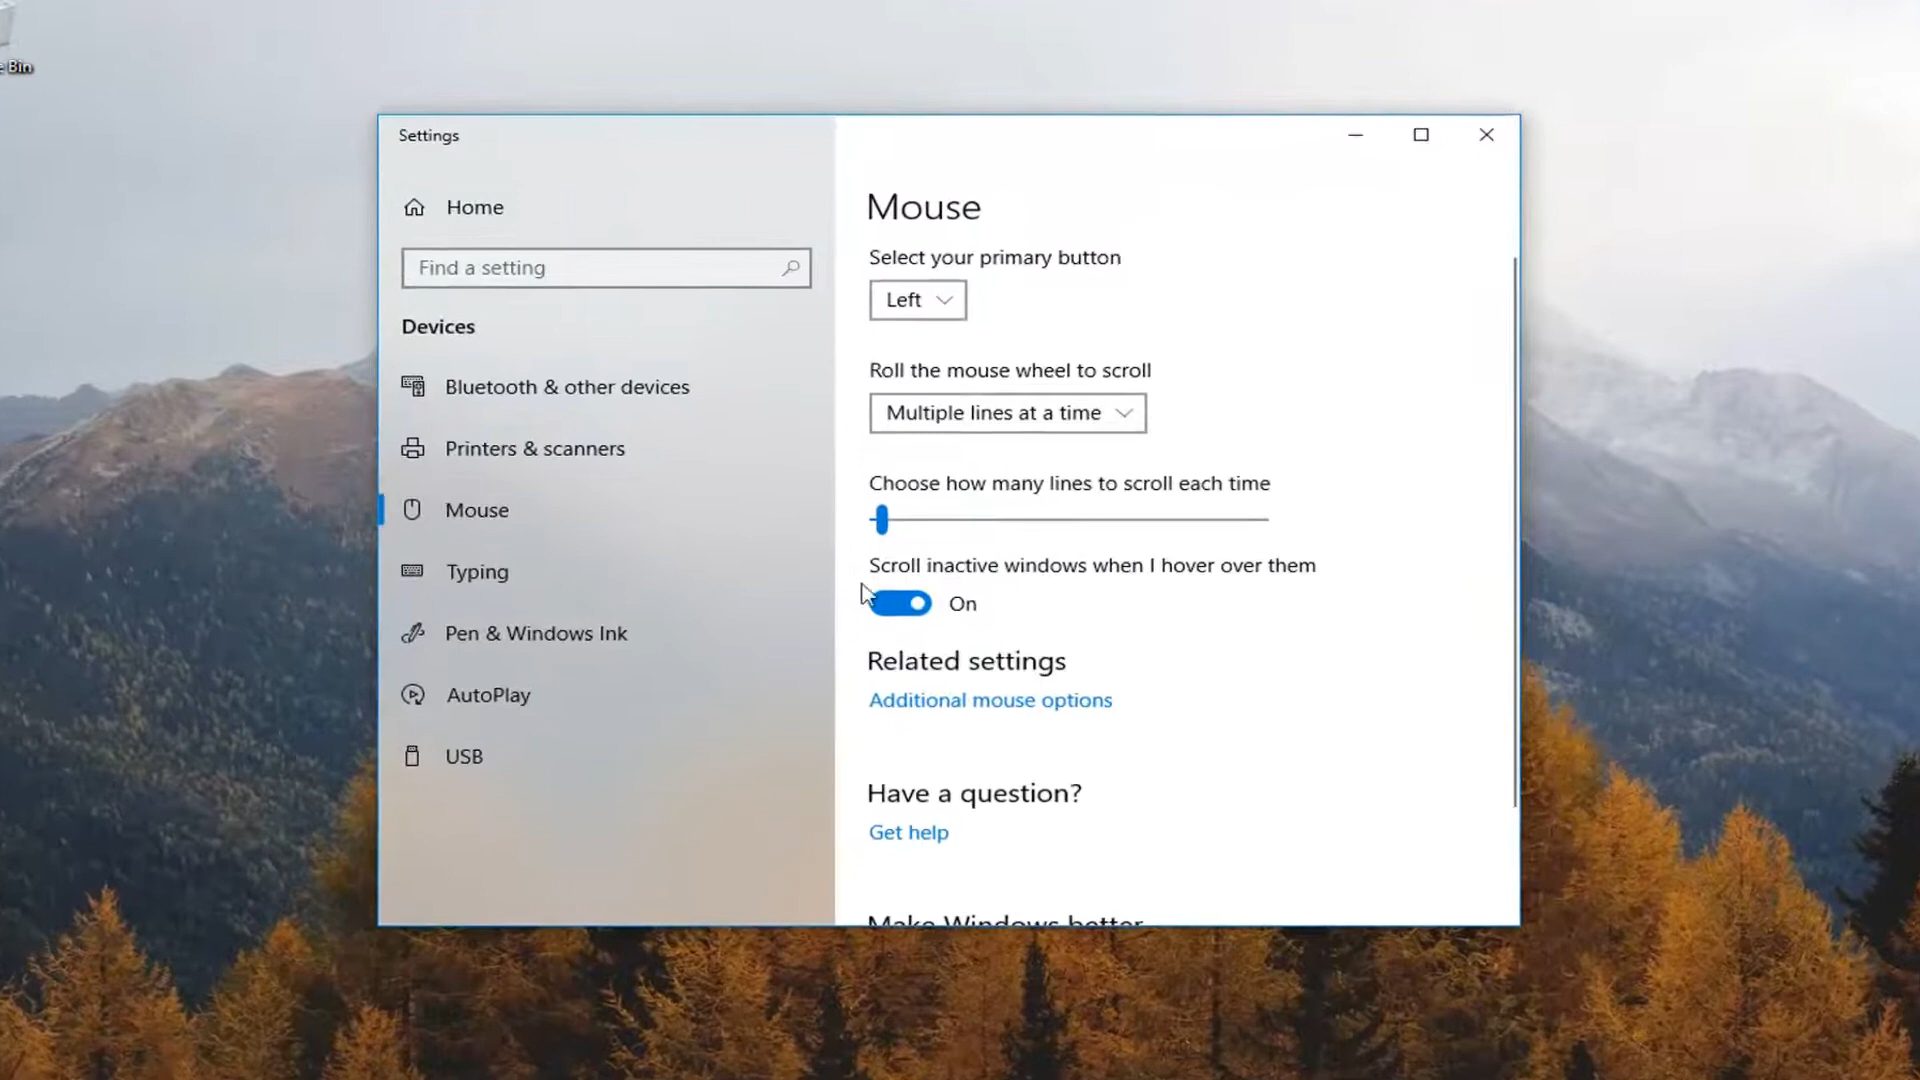 Bin
Settings
Home
Find a setting
Devices
Bluetooth & other devices
Printers & scanners
Mouse
Typing
Pen & Windows Ink
AutoPlay
USB
Mouse
Select your primary button
Left
Roll the mouse wheel to scroll
Multiple lines at a time
Choose how many lines to scroll each time
Scroll inactive windows when I hover over them
On
Related settings
Additional mouse options
Have a question?
Get help
Make Windows better